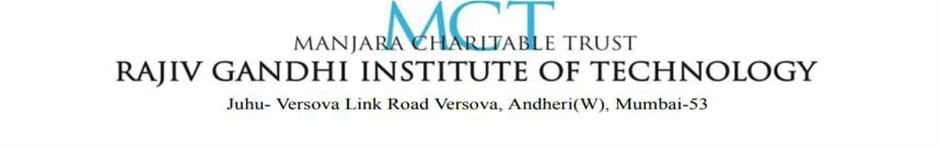 MCT
MANJARA CHARITABLE TRUST
RAJIV GANDHI INSTITUTE OF TECHNOLOGY
Juhu- Versova Link Road Versova, Andheri(W), Mumbai-53